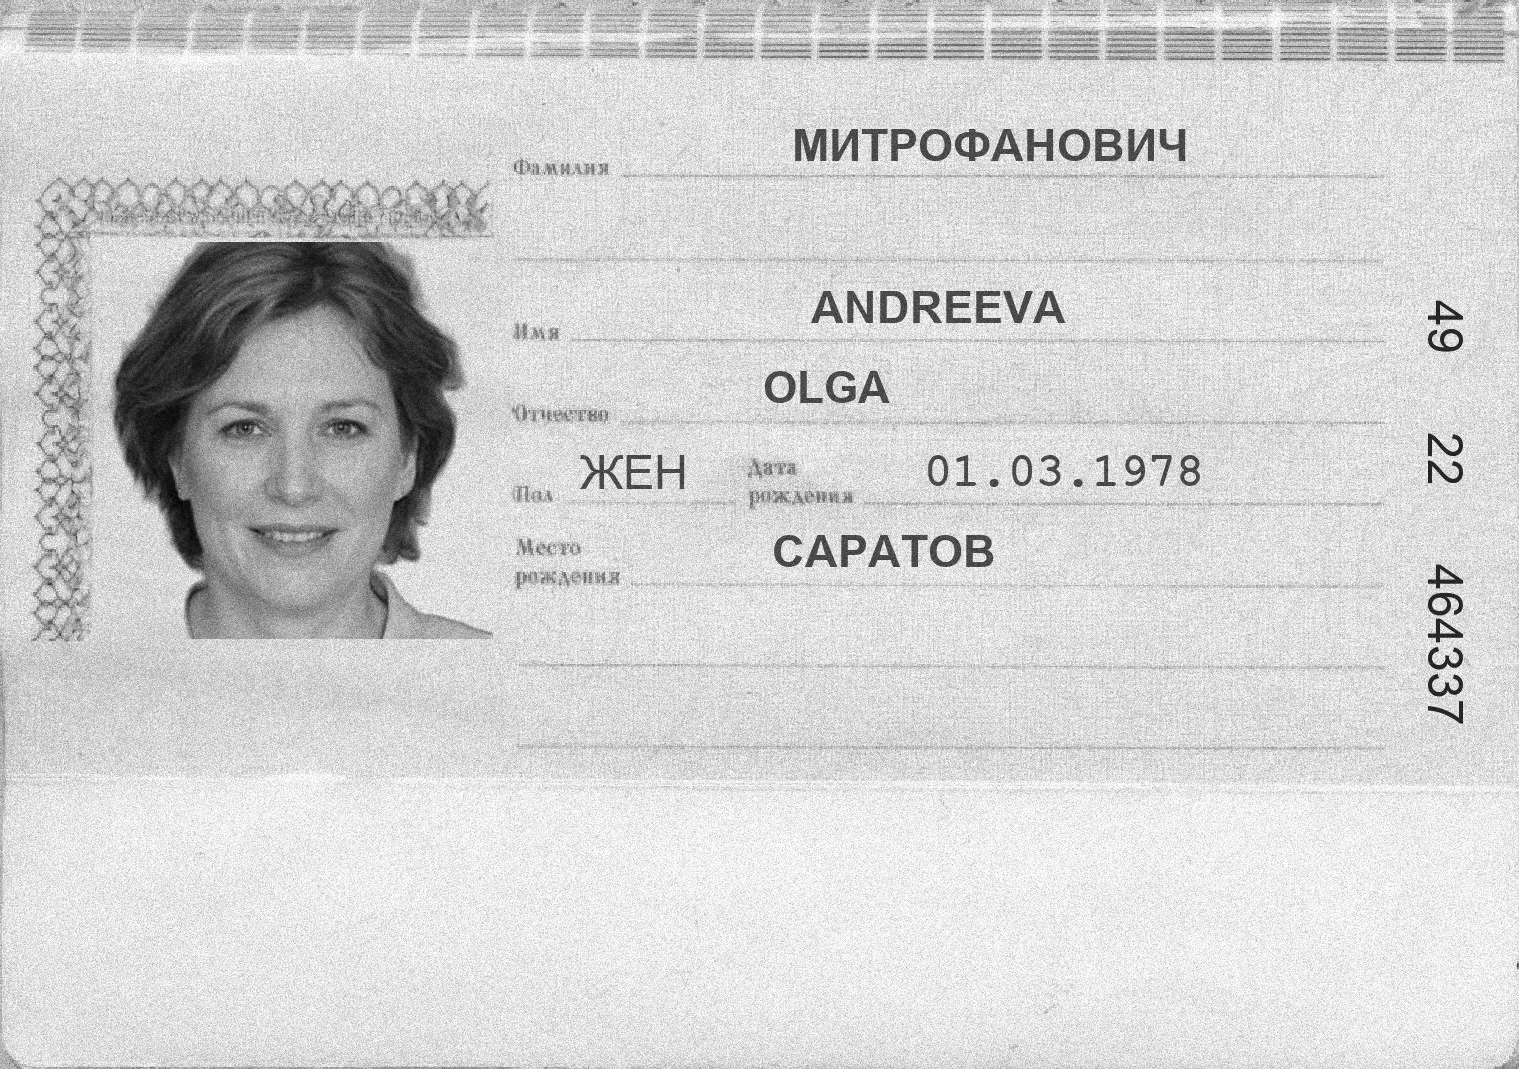 Фамилия МИТРОФАНОВИЧ
Имя ANDREEVA
Отчество OLGA
Пол ЖЕН Дата рождения 01.03.1978
Место рождения САРАТОВ
49 22 464337